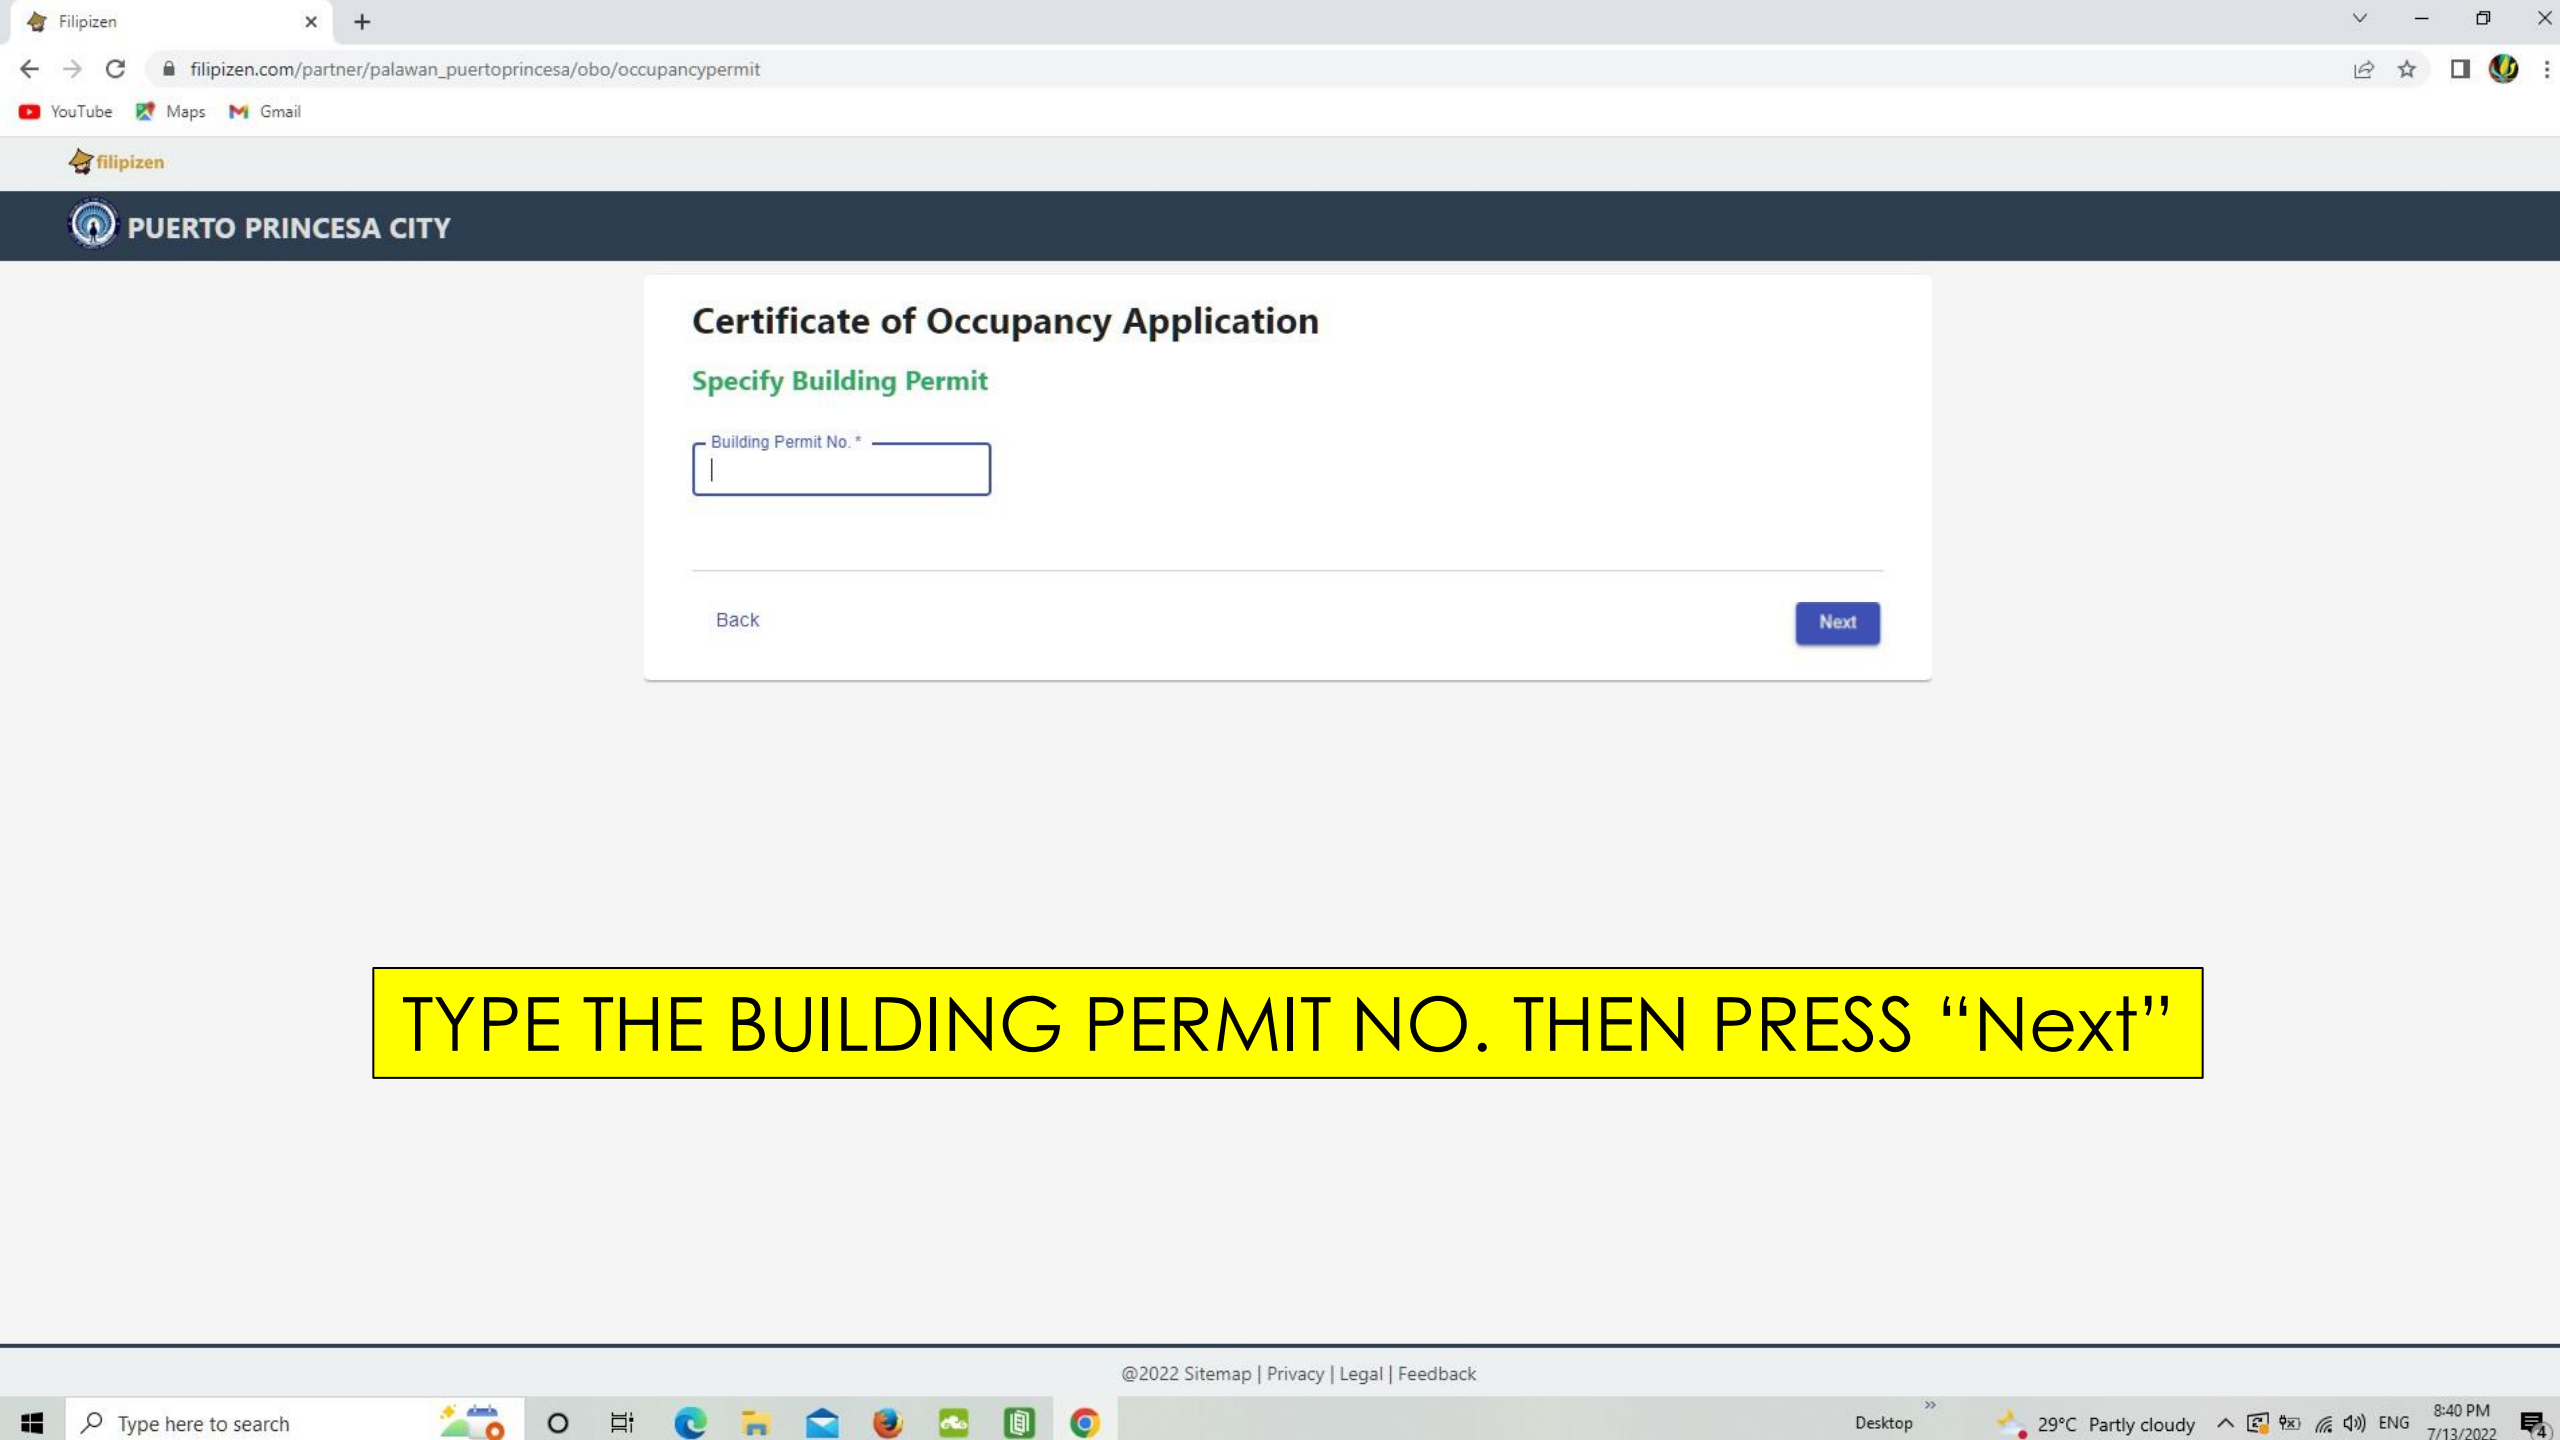 Filipizen
filipizen.com/partner/palawan_puertoprincesa/obo/occupancypermit
YouTube Maps Gmail
filipizen
PUERTO PRINCESA CITY
Certificate of Occupancy Application
Specify Building Permit
Building Permit No. *
Back
Next
TYPE THE BUILDING PERMIT NO. THEN PRESS “Next”
@2022 Sitemap | Privacy | Legal | Feedback
Type here to search
Desktop
29°C Partly cloudy
ENG
8:40 PM
7/13/2022
4